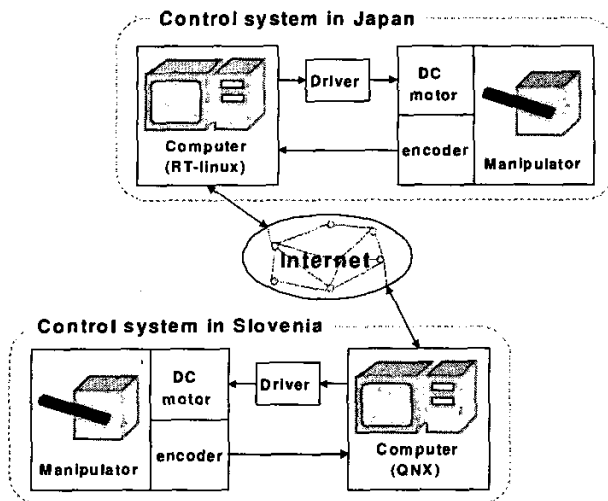 Control system in Japan
Driver
DC
motor
Computer
(RT-linux)
encoder
Manipulator
Internet
Control system in Slovenia
DC
motor
Driver
Manipulator
encoder
Computer
(QNX)